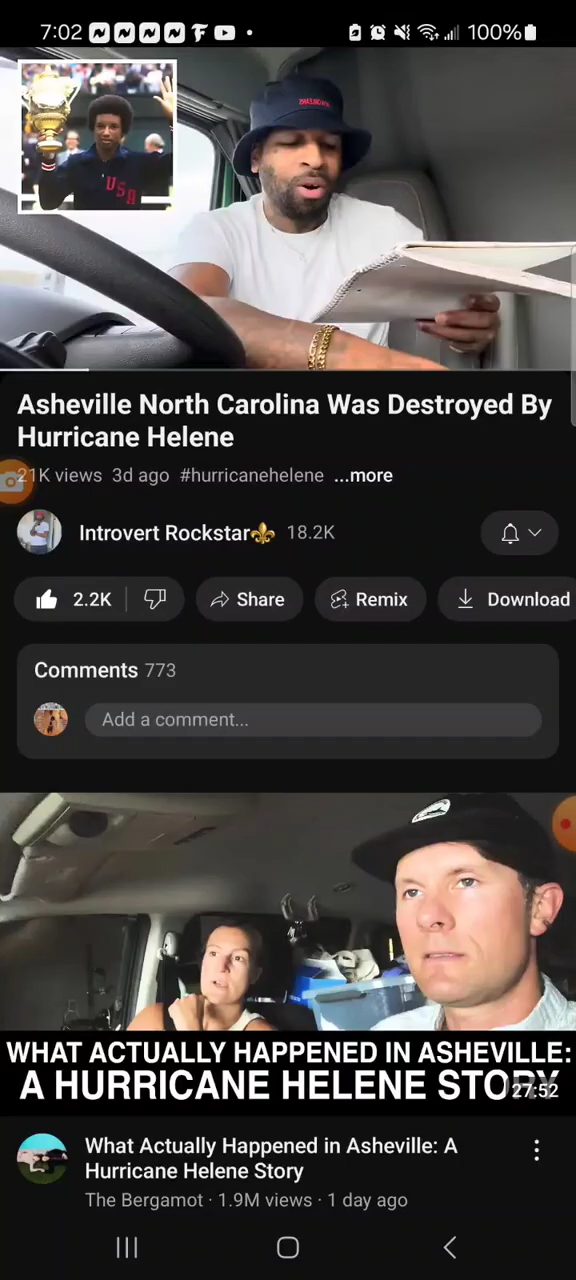 7:02
100%
USA
Asheville North Carolina Was Destroyed By
Hurricane Helene
21K views 3d ago #hurricanehelene ...more
Introvert Rockstar⚜️ 18.2K
2.2K
Share
Remix
Download
Comments 773
Add a comment...
WHAT ACTUALLY HAPPENED IN ASHEVILLE:
A HURRICANE HELENE STORY
27:52
What Actually Happened in Asheville: A
Hurricane Helene Story
The Bergamot · 1.9M views · 1 day ago